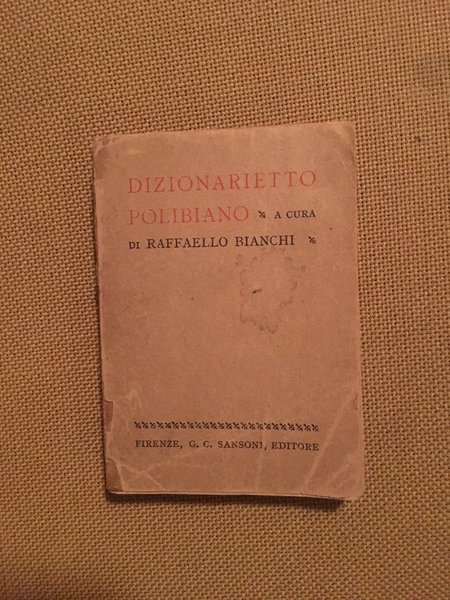 DIZIONARIETTO
POLIBIANO A CURA
DI RAFFAELLO BIANCHI
FIRENZE, G. C. SANSONI, EDITORE